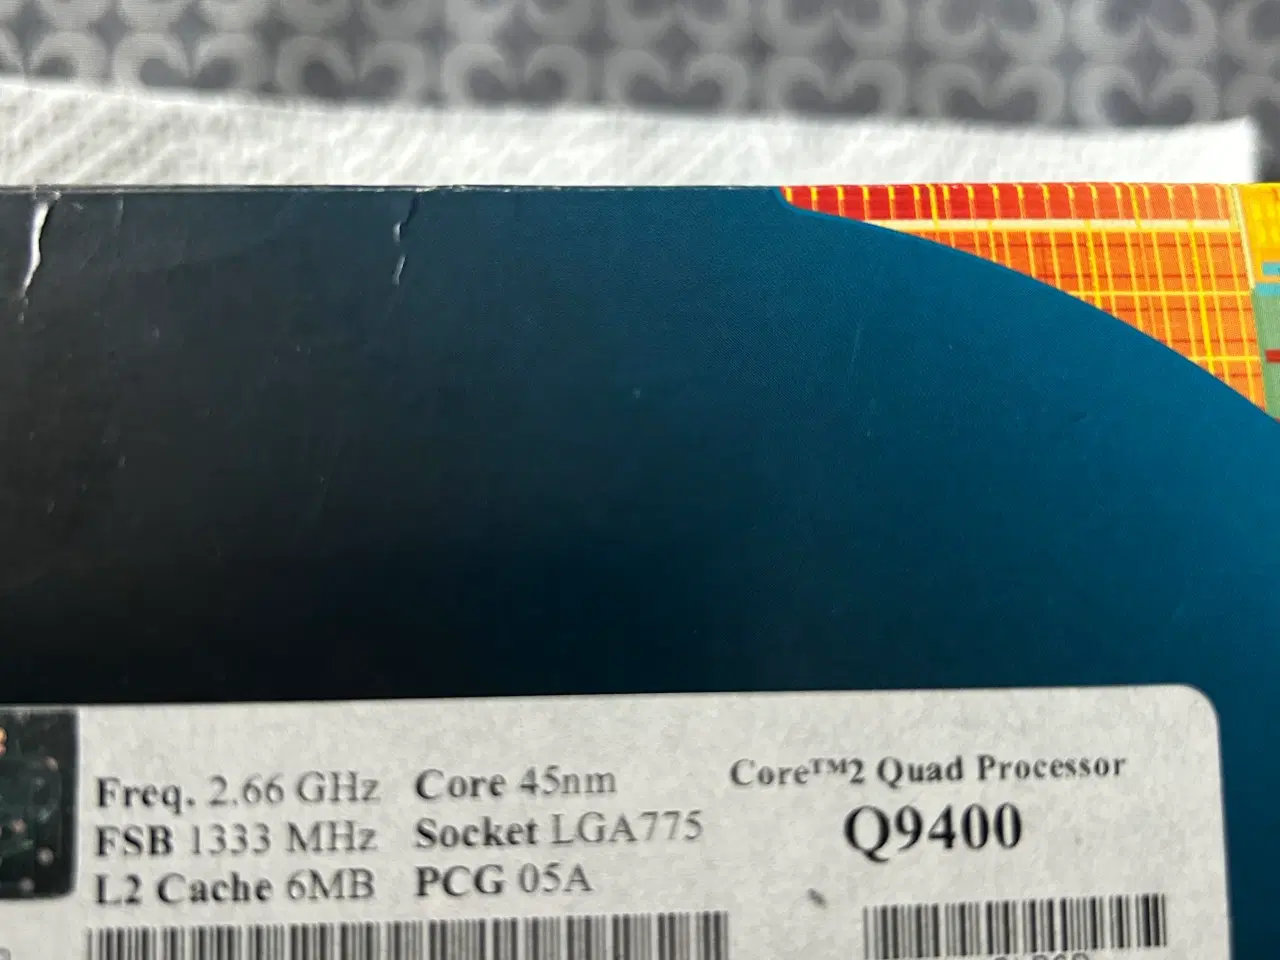 Freq. 2.66 GHz Core 45nm
FSB 1333 MHz Socket LGA775
L2 Cache 6MB PCG 05A
Core™2 Quad Processor
Q9400